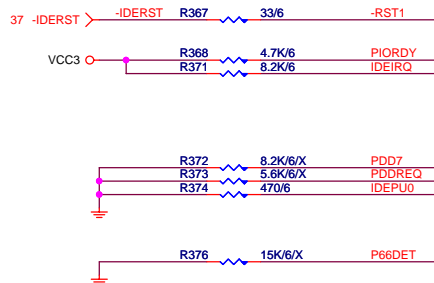 37 -IDERST -IDERST R367 33/6 -RST1
VCC3 R368 4.7K/6 PIORDY
R371 8.2K/6 IDEIRQ
R372 8.2K/6/X PDD7
R373 5.6K/6/X PDDREQ
R374 470/6 IDEPU0
R376 15K/6/X P66DET